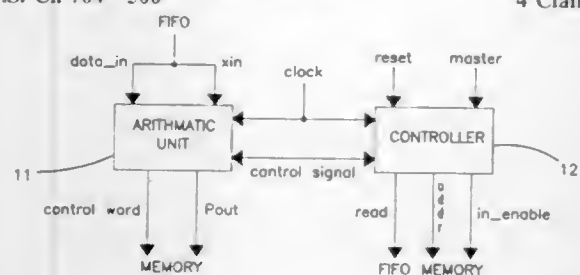 4 Clai
FIFO
data_in
xin
clock
reset
master
ARITHMATIC
UNIT
CONTROLLER
11
12
control signal
control word
Pout
read
addr
in_enable
MEMORY
FIFO MEMORY